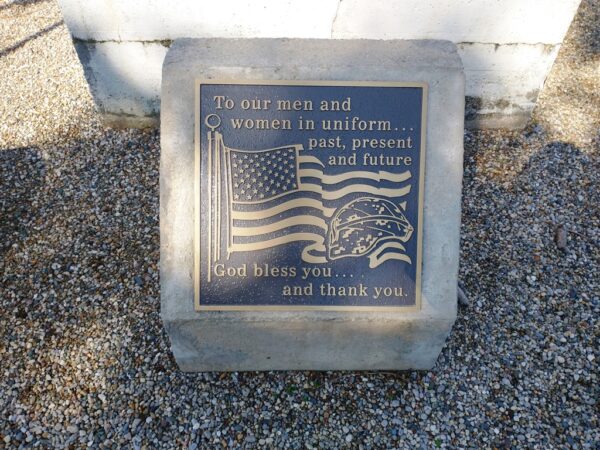 To our men and
women in uniform...
past, present
and future
God bless you....
and thank you.